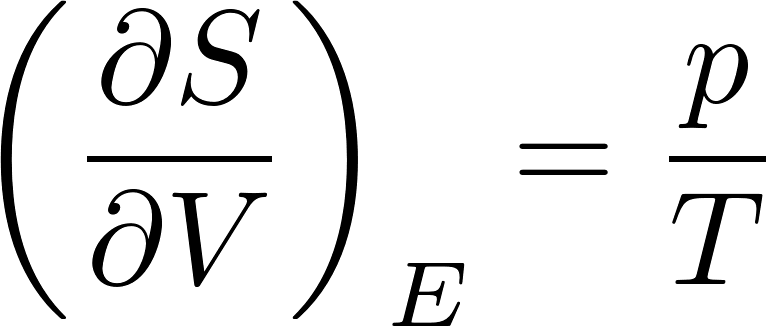 (∂S/∂V)_E = p/T